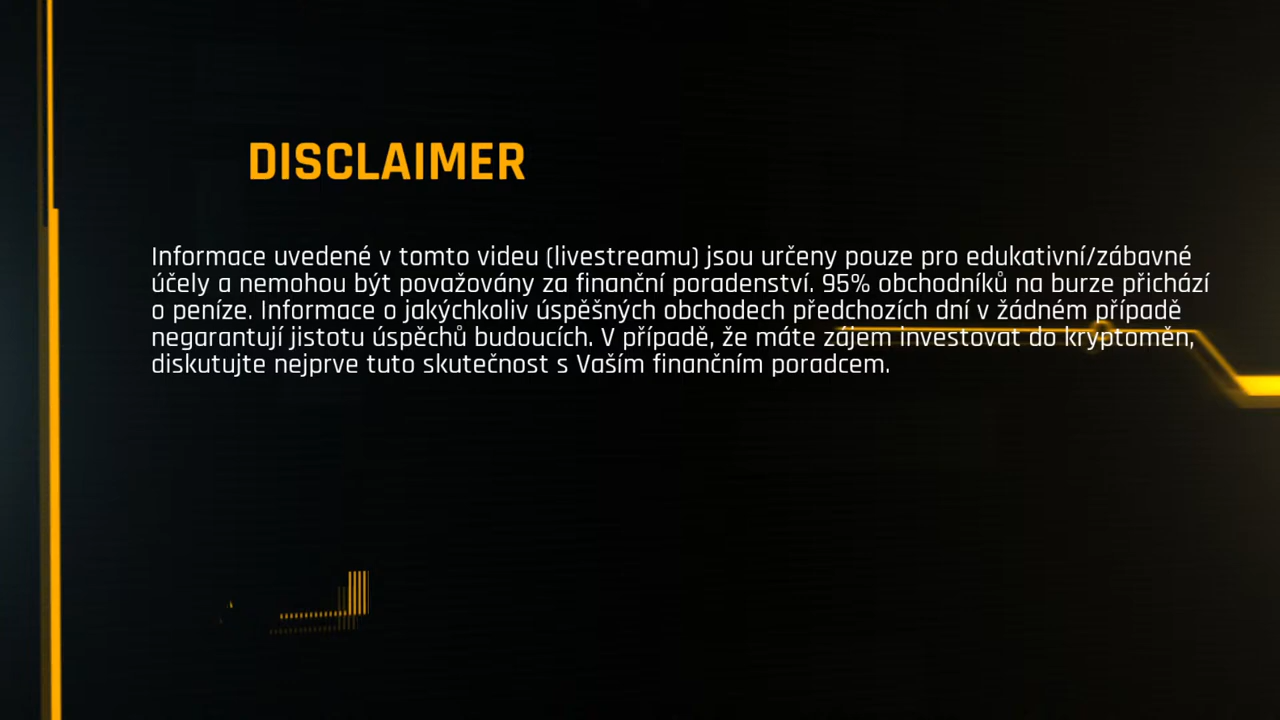 DISCLAIMER
Informace uvedené v tomto videu (livestreamu) jsou určeny pouze pro edukativní/zábavné
účely a nemohou být považovány za finanční poradenství. 95% obchodníků na burze přichází
o peníze. Informace o jakýchkoliv úspěšných obchodech předchozích dní v žádném případě
negarantují jistotu úspěchů budoucích. V případě, že máte zájem investovat do kryptoměn,
diskutujte nejprve tuto skutečnost s Vaším finančním poradcem.